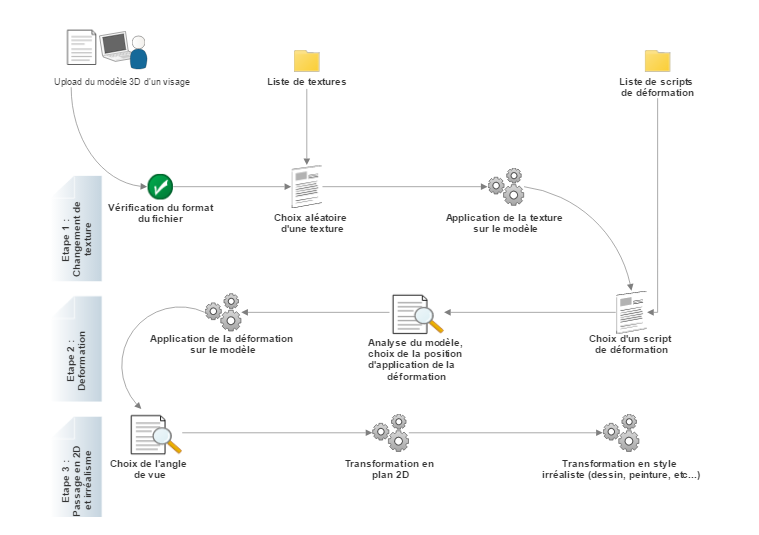 Upload du modèle 3D d'un visage
Liste de textures
Liste de scripts
de déformation
Etape 1 :
Changement de
texture
Vérification du format
du fichier
Choix aléatoire
d'une texture
Application de la texture
sur le modèle
Etape 2 :
Deformation
Application de la déformation
sur le modèle
Analyse du modèle,
choix de la position
d'application de la
déformation
Choix d'un script
de déformation
Etape 3 :
Passage en 2D
et irréalisme
Choix de l'angle
de vue
Transformation en
plan 2D
Transformation en style
irréaliste (dessin, peinture, etc...)